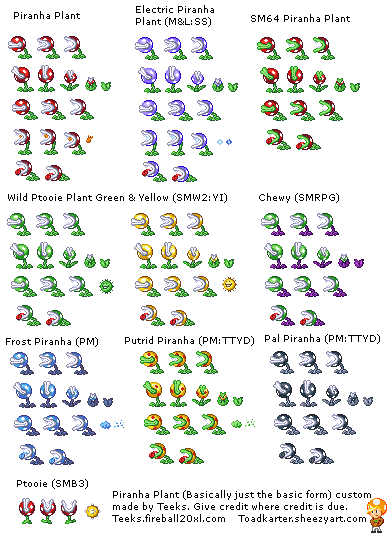 Piranha Plant
Electric Piranha
Plant (M&L:SS)
SM64 Piranha Plant
Wild Ptooie Plant Green & Yellow (SMW2:YI)
Chewy (SMRPG)
Frost Piranha (PM)
Putrid Piranha (PM:TTYD)
Pal Piranha (PM:TTYD)
Ptooie (SMB3)
Piranha Plant (Basically just the basic form) custom
made by Teeks. Give credit where credit is due.
Teeks.fireball20xl.com Toadkarter.sheezyart.com